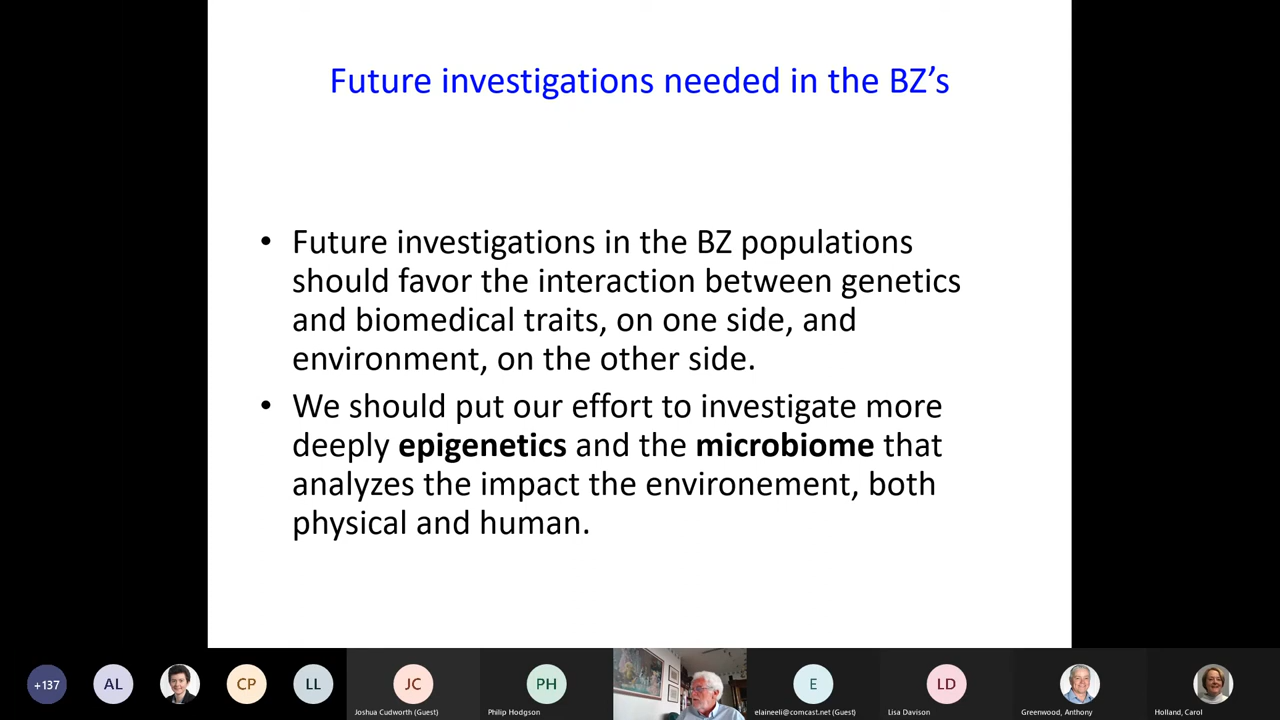 Future investigations needed in the BZ’s
• Future investigations in the BZ populations
should favor the interaction between genetics
and biomedical traits, on one side, and
environment, on the other side.
• We should put our effort to investigate more
deeply epigenetics and the microbiome that
analyzes the impact the environement, both
physical and human.
+137
AL
CP
LL
JC
PH
E
LD
Joshua Cudworth (Guest)
Philip Hodgson
elaineeli@comcast.net (Guest)
Lisa Davison
Greenwood, Anthony
Holland, Carol